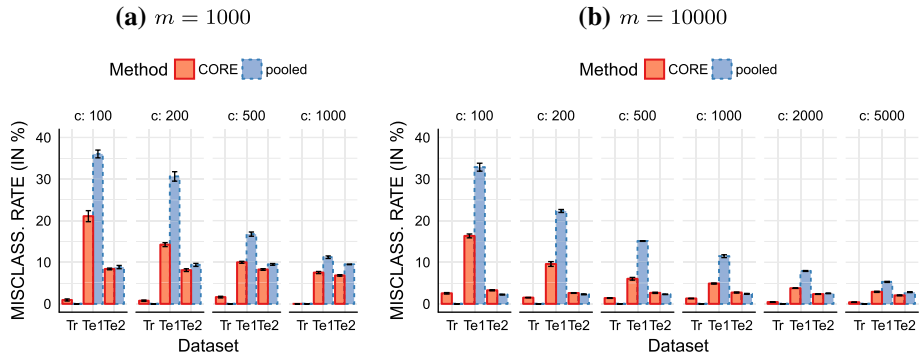 (a) m = 1000
Method CORE pooled
c: 100 c: 200 c: 500 c: 1000
MISCLASS. RATE (IN %)
40
30
20
10
0
Tr Te1Te2 Tr Te1Te2 Tr Te1Te2 Tr Te1Te2
Dataset
(b) m = 10000
Method CORE pooled
c: 100 c: 200 c: 500 c: 1000 c: 2000 c: 5000
MISCLASS. RATE (IN %)
40
30
20
10
0
Tr Te1Te2 Tr Te1Te2 Tr Te1Te2 Tr Te1Te2 Tr Te1Te2 Tr Te1Te2
Dataset